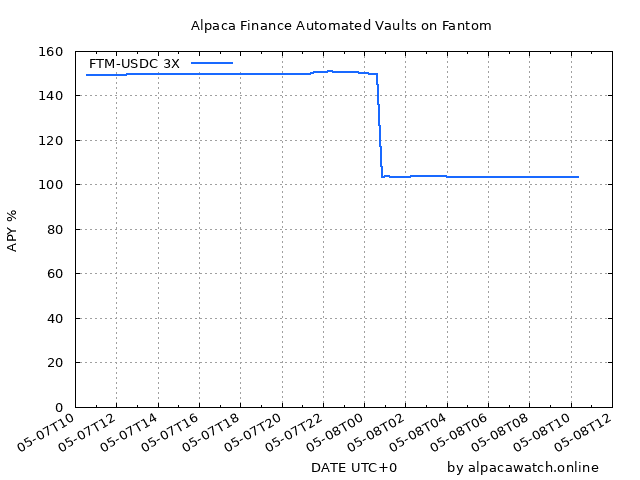 Alpaca Finance Automated Vaults on Fantom
FTM-USDC 3X
APY %
160
140
120
100
80
60
40
20
0
05-07T10
05-07T12
05-07T14
05-07T16
05-07T18
05-07T20
05-07T22
05-08T00
05-08T02
05-08T04
05-08T06
05-08T08
05-08T10
05-08T12
DATE UTC+0
by alpacawatch.online